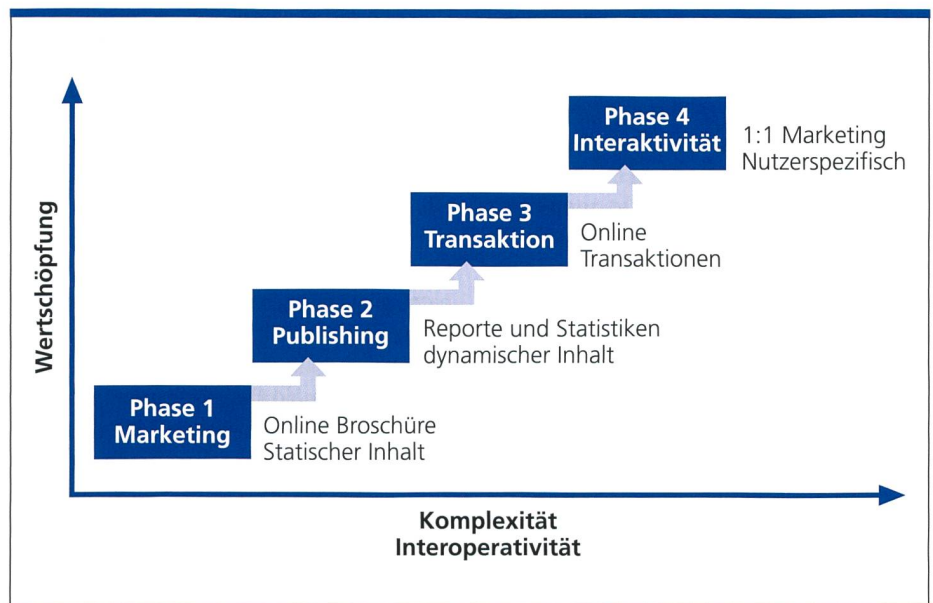 Phase 4
Interaktivität
1:1 Marketing
Nutzerspezifisch
Phase 3
Transaktion
Online
Transaktionen
Phase 2
Publishing
Reporte und Statistiken
dynamischer Inhalt
Phase 1
Marketing
Online Broschüre
Statischer Inhalt
Wertschöpfung
Komplexität
Interoperativität